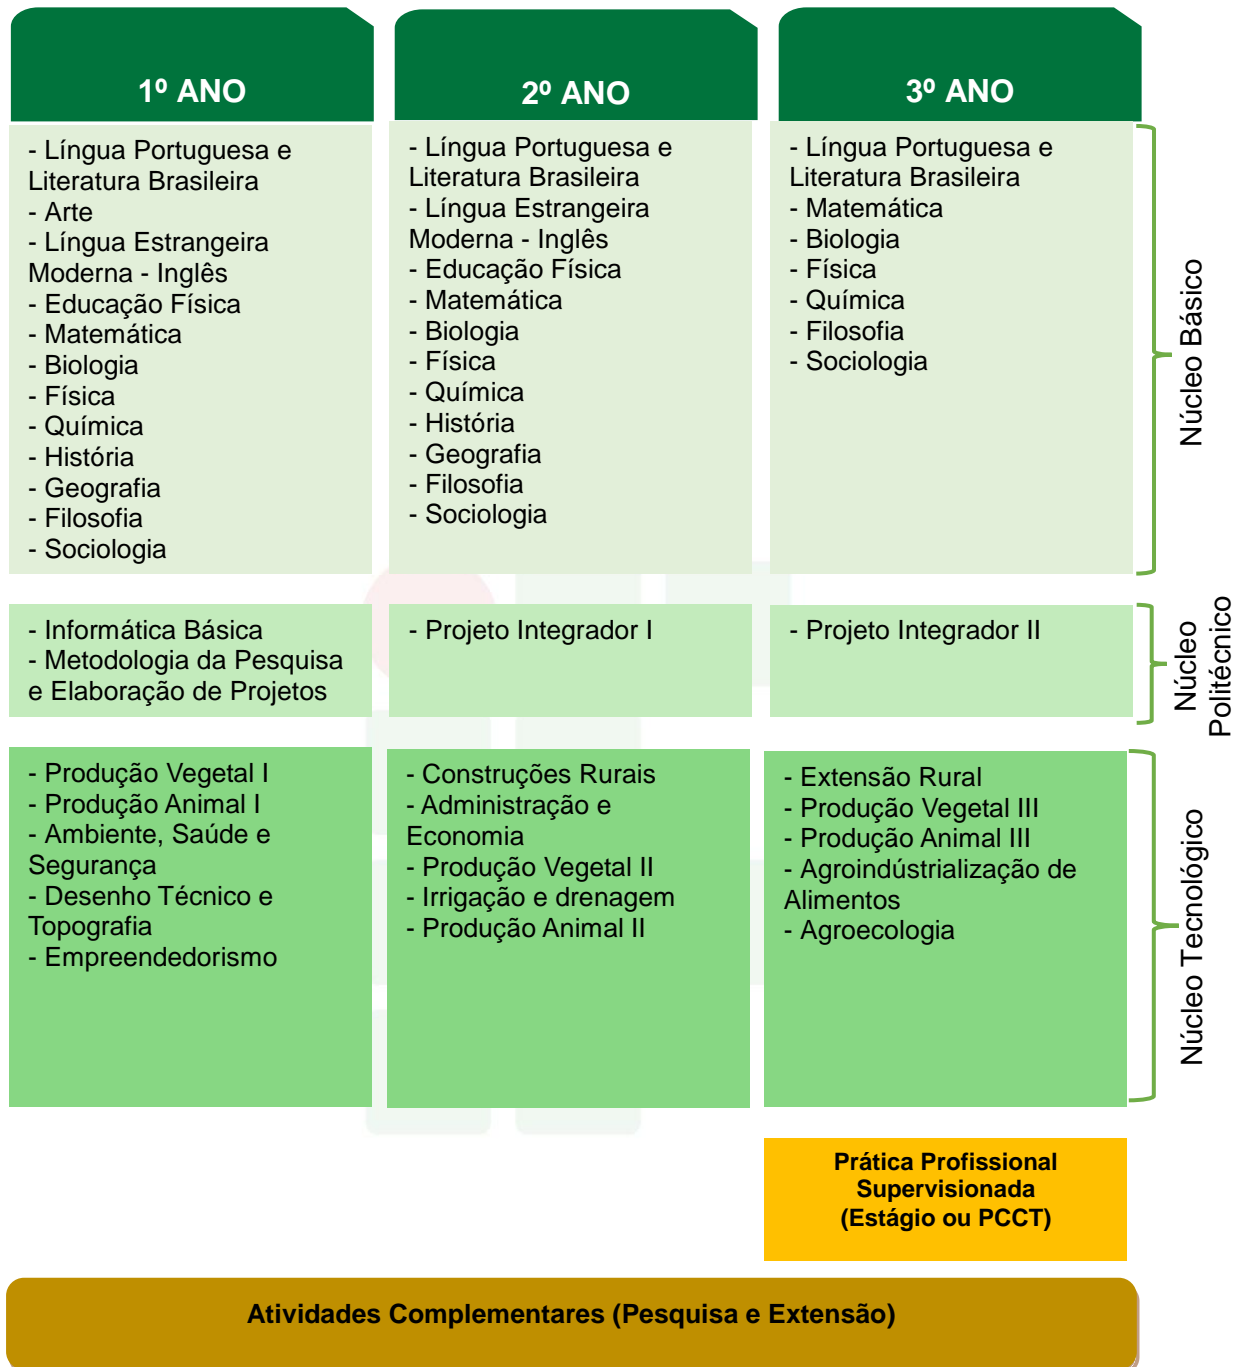 1º ANO
- Língua Portuguesa e
Literatura Brasileira
- Arte
- Língua Estrangeira
Moderna - Inglês
- Educação Física
- Matemática
- Biologia
- Física
- Química
- História
- Geografia
- Filosofia
- Sociologia
2º ANO
- Língua Portuguesa e
Literatura Brasileira
- Língua Estrangeira
Moderna - Inglês
- Educação Física
- Matemática
- Biologia
- Física
- Química
- História
- Geografia
- Filosofia
- Sociologia
3º ANO
- Língua Portuguesa e
Literatura Brasileira
- Matemática
- Biologia
- Física
- Química
- Filosofia
- Sociologia
Núcleo Básico
- Informática Básica
- Metodologia da Pesquisa
e Elaboração de Projetos
- Projeto Integrador I
- Projeto Integrador II
Núcleo
Politécnico
- Produção Vegetal I
- Produção Animal I
- Ambiente, Saúde e
Segurança
- Desenho Técnico e
Topografia
- Empreendedorismo
- Construções Rurais
- Administração e
Economia
- Produção Vegetal II
- Irrigação e drenagem
- Produção Animal II
- Extensão Rural
- Produção Vegetal III
- Produção Animal III
- Agroindústrialização de
Alimentos
- Agroecologia
Núcleo Tecnológico
Prática Profissional
Supervisionada
(Estágio ou PCCT)
Atividades Complementares (Pesquisa e Extensão)